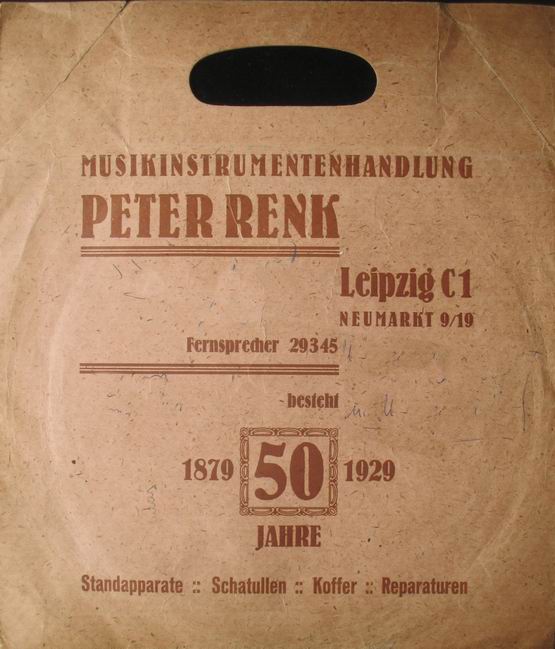 MUSIKINSTRUMENTENHANDLUNG
PETER RENK
Leipzig C1
NEUMARKT 9/19
Fernsprecher 29345
besteht
1879 50 1929
JAHRE
Standapparate :: Schatullen :: Koffer :: Reparaturen